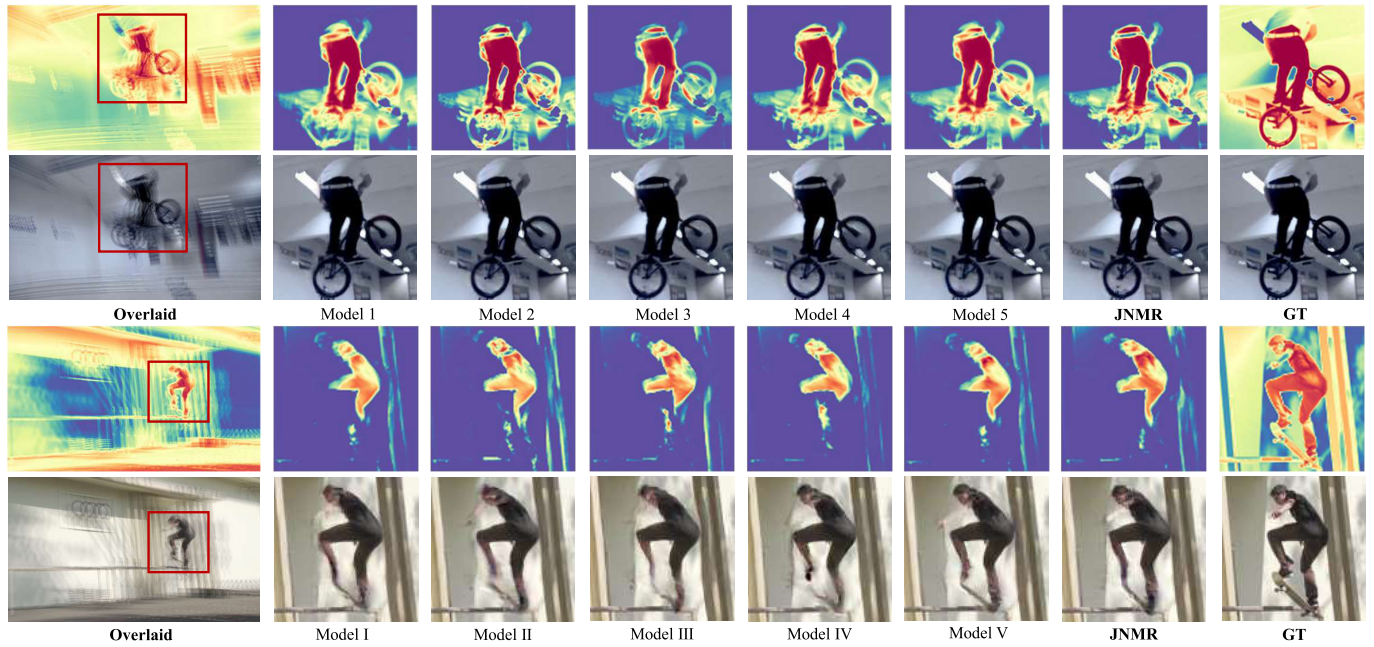 Overlaid Model 1 Model 2 Model 3 Model 4 Model 5 JNMR GT
Overlaid Model I Model II Model III Model IV Model V JNMR GT